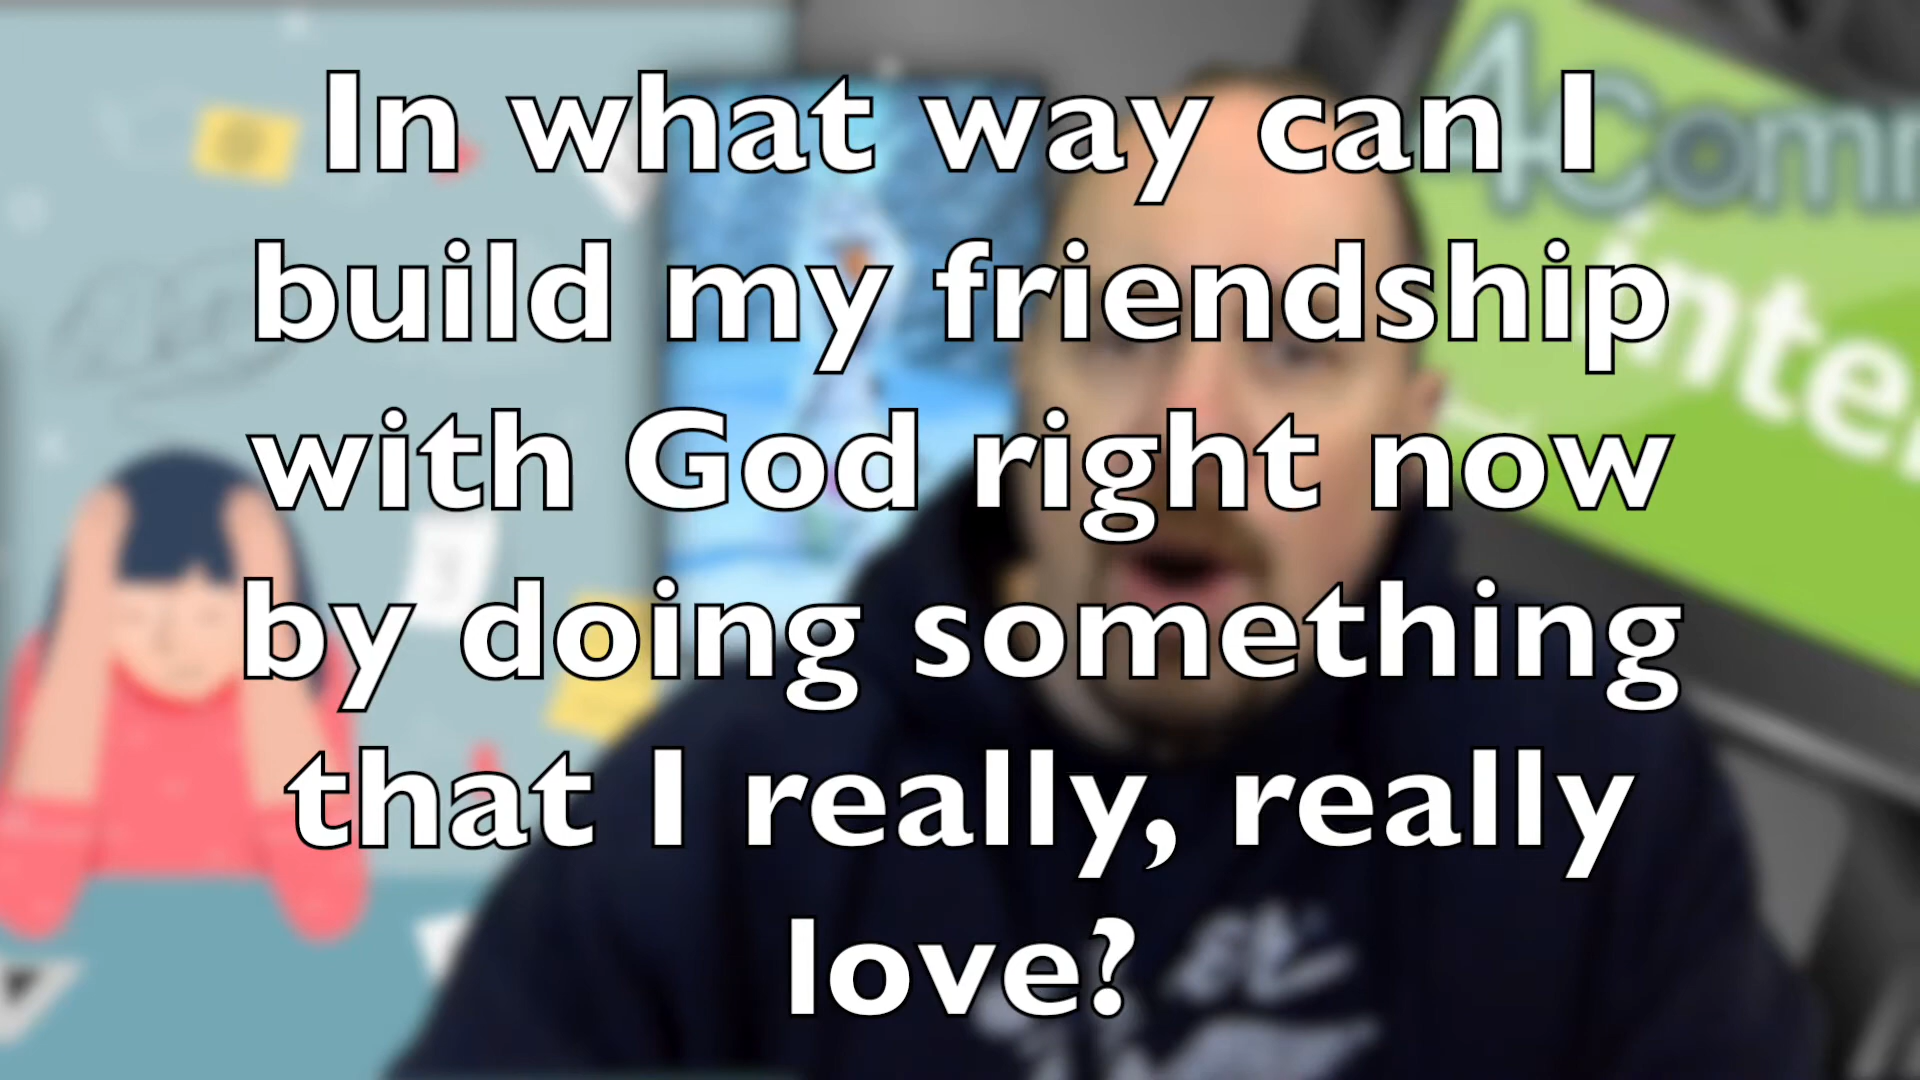 In what way can I
build my friendship
with God right now
by doing something
that I really, really
love?